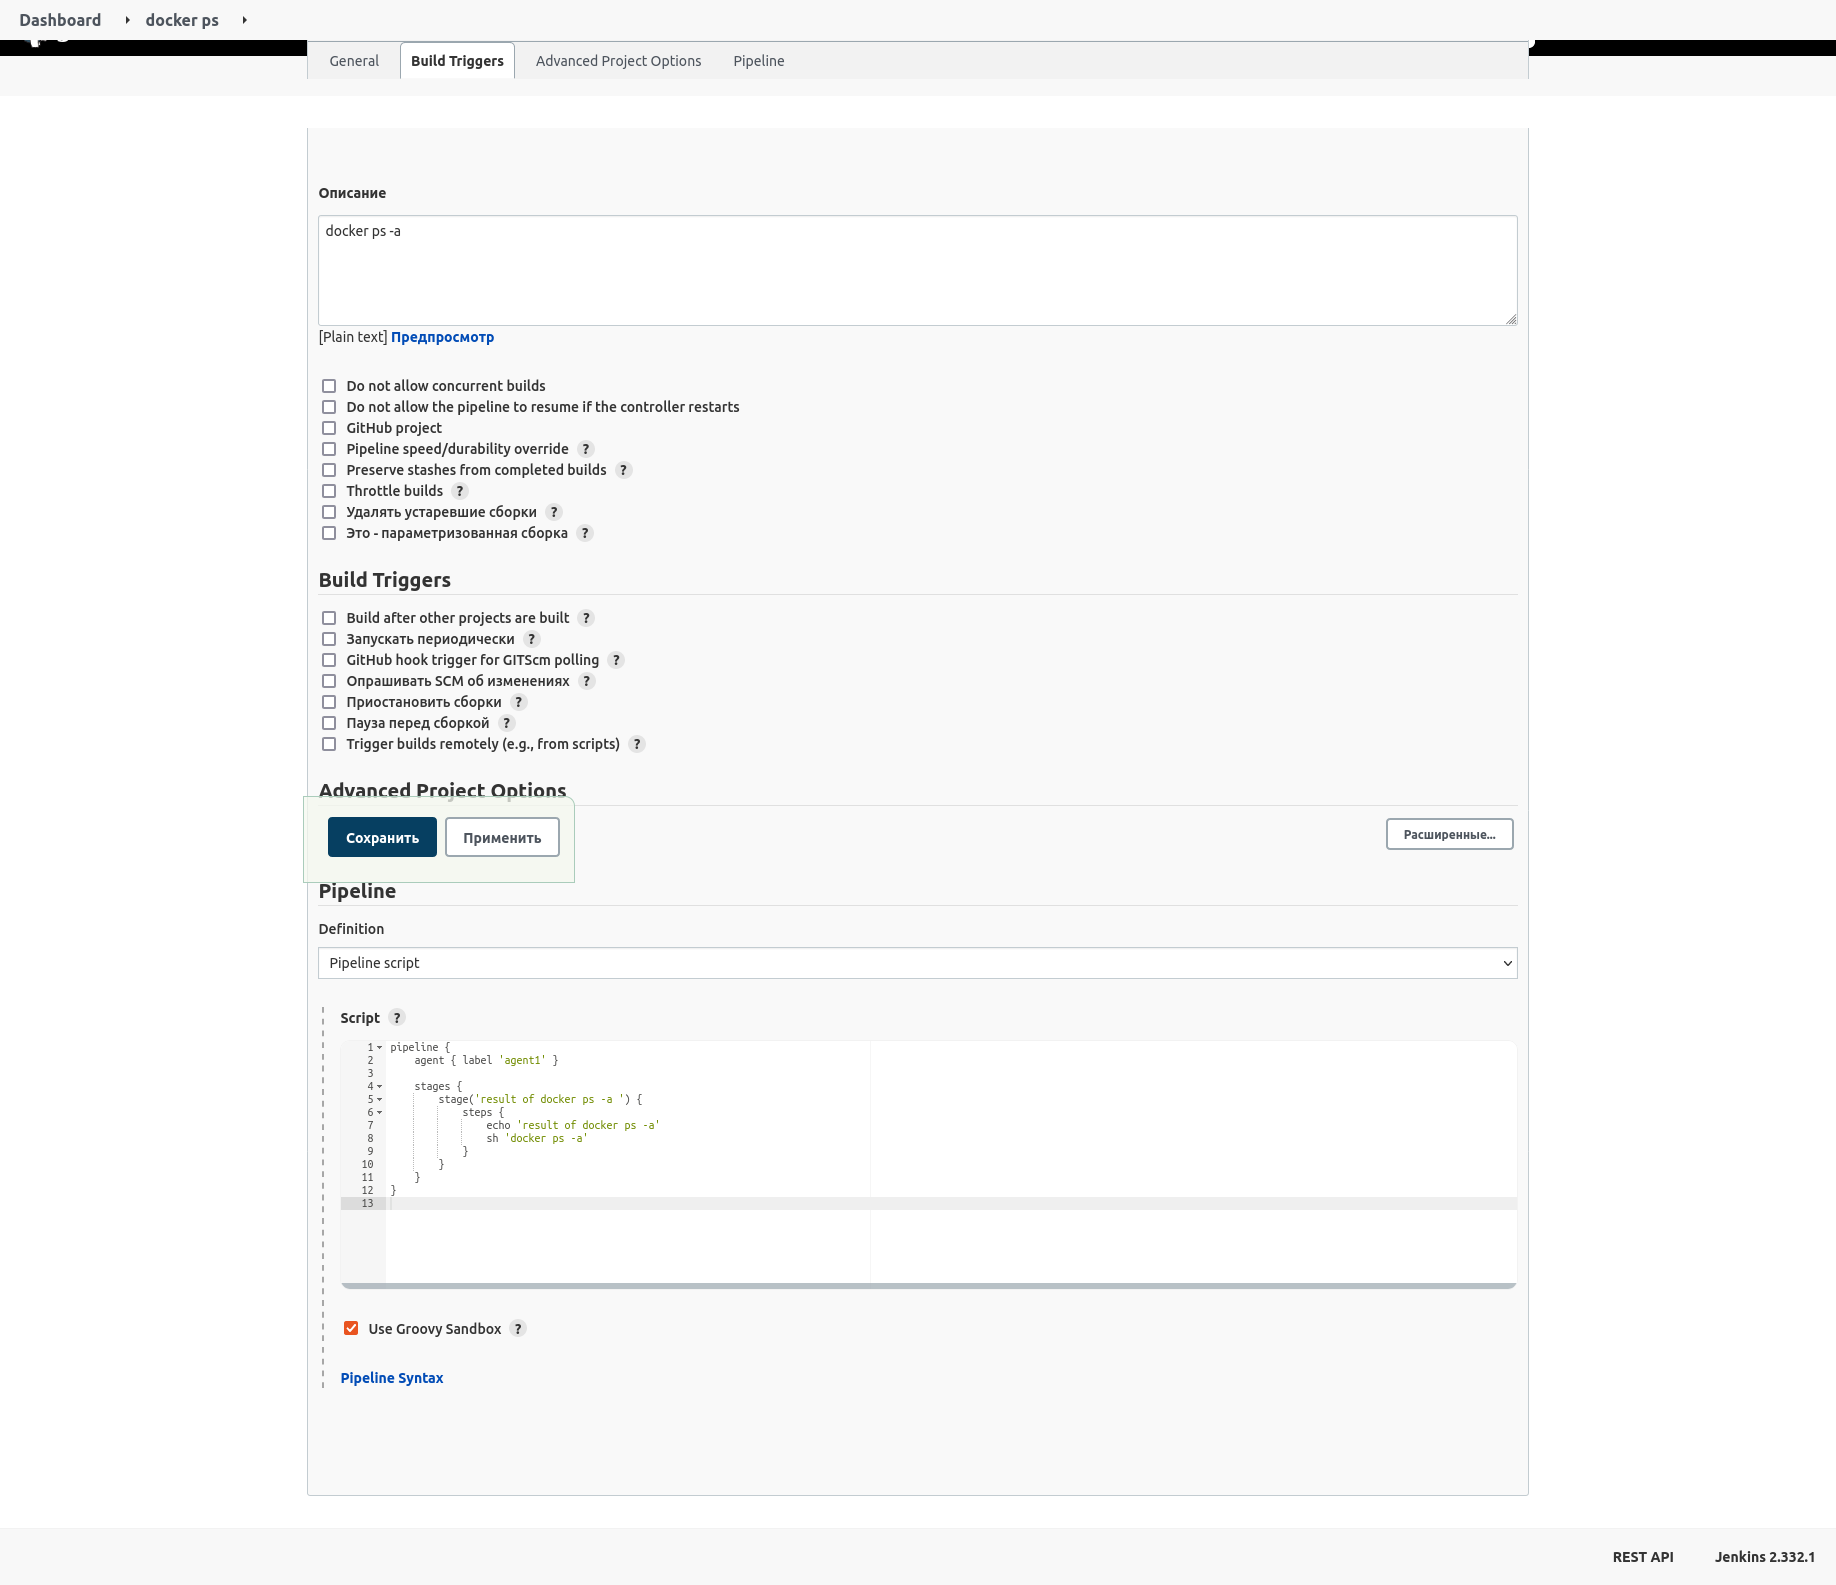 Dashboard docker ps
General Build Triggers Advanced Project Options Pipeline
Описание
docker ps -a
[Plain text] Предпросмотр
Do not allow concurrent builds
Do not allow the pipeline to resume if the controller restarts
GitHub project
Pipeline speed/durability override ?
Preserve stashes from completed builds ?
Throttle builds ?
Удалять устаревшие сборки ?
Это - параметризованная сборка ?
Build Triggers
Build after other projects are built ?
Запускать периодически ?
GitHub hook trigger for GITScm polling ?
Опрашивать SCM об изменениях ?
Приостановить сборки ?
Пауза перед сборкой ?
Trigger builds remotely (e.g., from scripts) ?
Advanced Project Options
Сохранить Применить Расширенные...
Pipeline
Definition
Pipeline script
Script ?
1 pipeline {
2 agent { label 'agent1' }
3
4 stages {
5 stage('result of docker ps -a ') {
6 steps {
7 echo 'result of docker ps -a'
8 sh 'docker ps -a'
9 }
10 }
11 }
12 }
13
Use Groovy Sandbox ?
Pipeline Syntax
REST API Jenkins 2.332.1